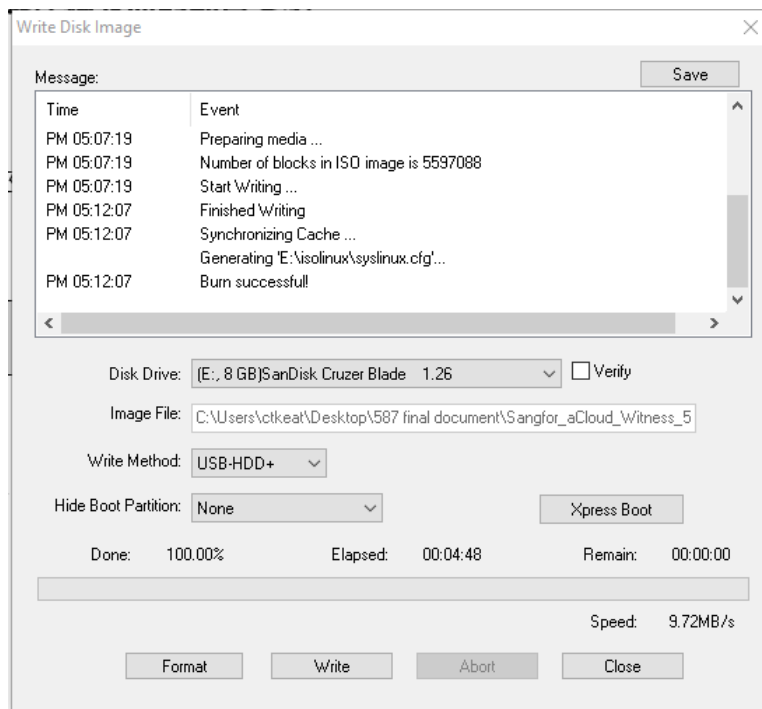 Write Disk Image
Message:
Save
Time Event
PM 05:07:19 Preparing media ...
PM 05:07:19 Number of blocks in ISO image is 5597088
PM 05:07:19 Start Writing ...
PM 05:12:07 Finished Writing
PM 05:12:07 Synchronizing Cache ...
Generating 'E:\isolinux\syslinux.cfg'...
PM 05:12:07 Burn successful!
Disk Drive: (E:, 8 GB)SanDisk Cruzer Blade 1.26 Verify
Image File: C:\Users\ctkeat\Desktop\587 final document\Sangfor_aCloud_Witness_5
Write Method: USB-HDD+
Hide Boot Partition: None Xpress Boot
Done: 100.00% Elapsed: 00:04:48 Remain: 00:00:00
Speed: 9.72MB/s
Format Write Abort Close